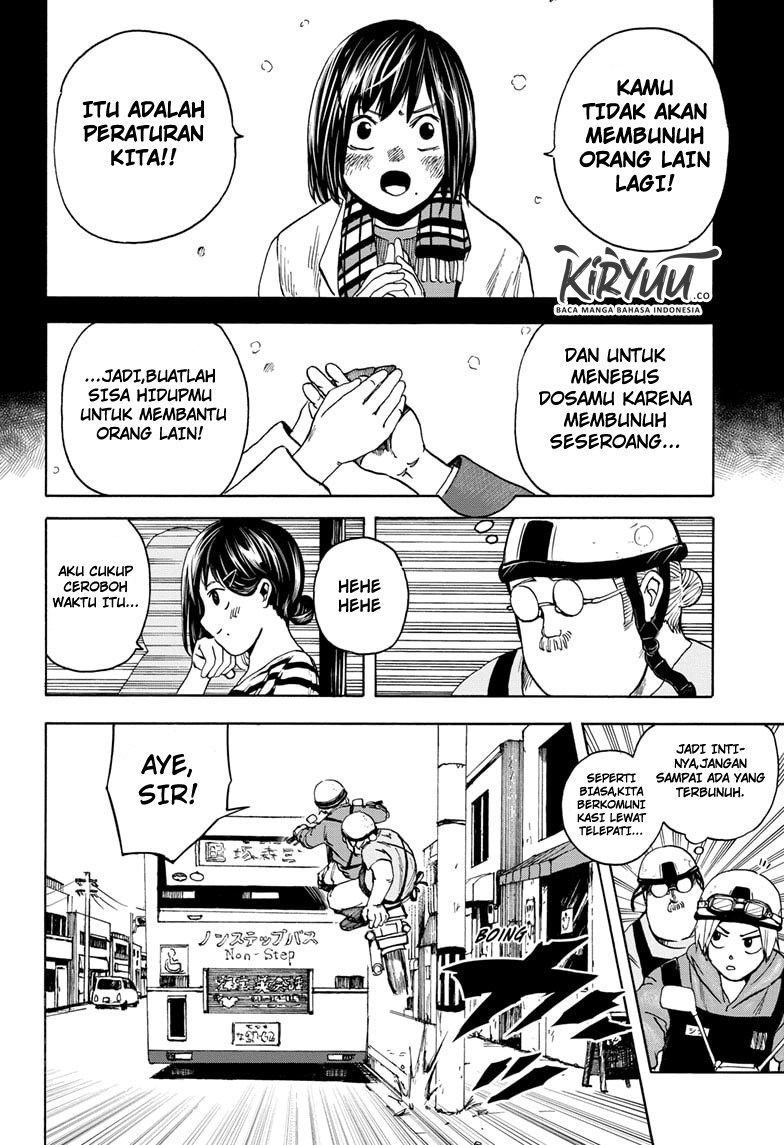 KAMU
TIDAK AKAN
MEMBUNUH
ORANG LAIN
LAGI!
ITU ADALAH
PERATURAN
KITA!!
KIRYUU.CO
BACA MANGA BAHASA INDONESIA
DAN UNTUK
MENEBUS
DOSAMU KARENA
MEMBUNUH
SESEROANG...
...JADI,BUATLAH
SISA HIDUPMU
UNTUK MEMBANTU
ORANG LAIN!
HEHE
HEHE
AKU CUKUP
CEROBOH
WAKTU ITU...
JADI INTI-
NYA,JANGAN
SAMPAI ADA YANG
TERBUNUH.
SEPERTI
BIASA,KITA
BERKOMUNI
KASI LEWAT
TELEPATI...
AYE,
SIR!
BOING
ノンステップバス
Non-Step